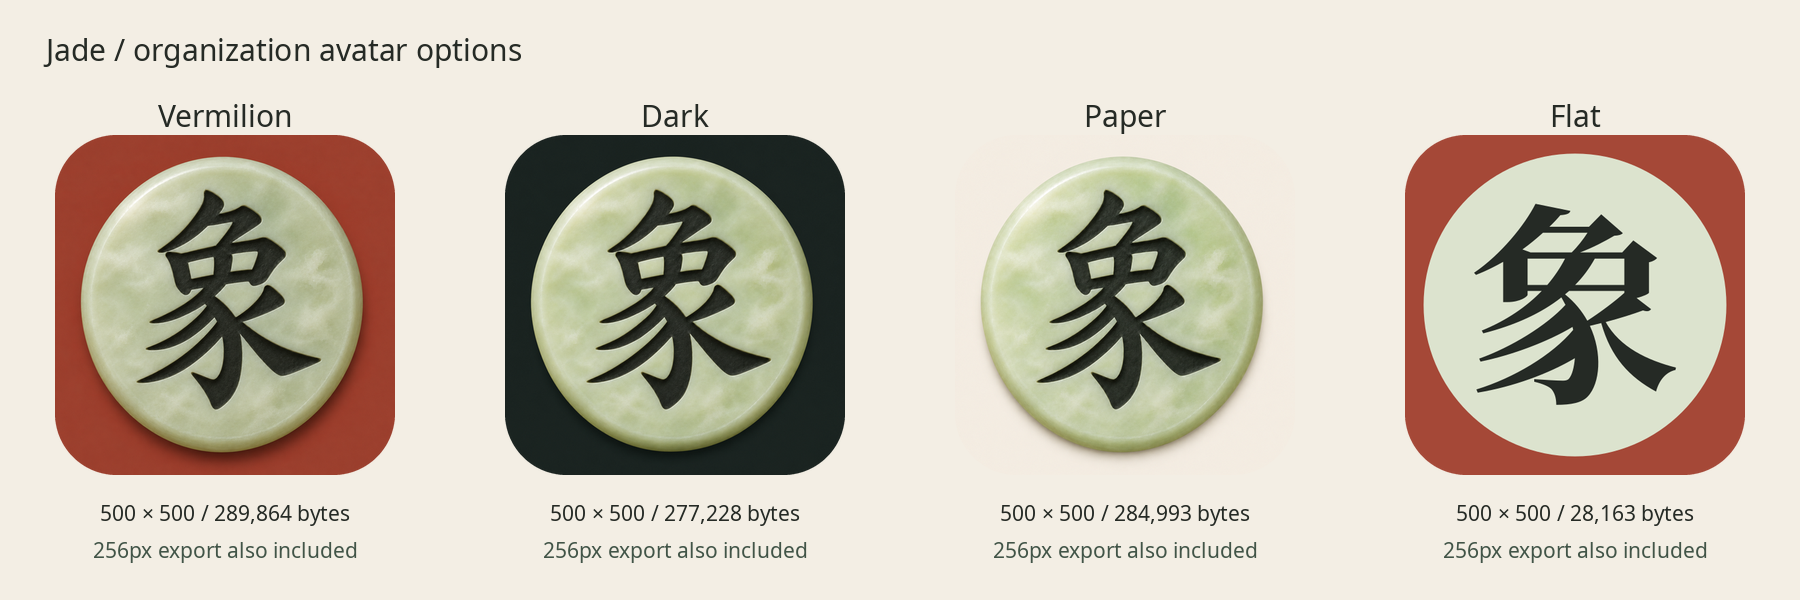 Jade / organization avatar options
Vermilion
Dark
Paper
Flat
象
象
象
象
500 × 500 / 289,864 bytes
500 × 500 / 277,228 bytes
500 × 500 / 284,993 bytes
500 × 500 / 28,163 bytes
256px export also included
256px export also included
256px export also included
256px export also included